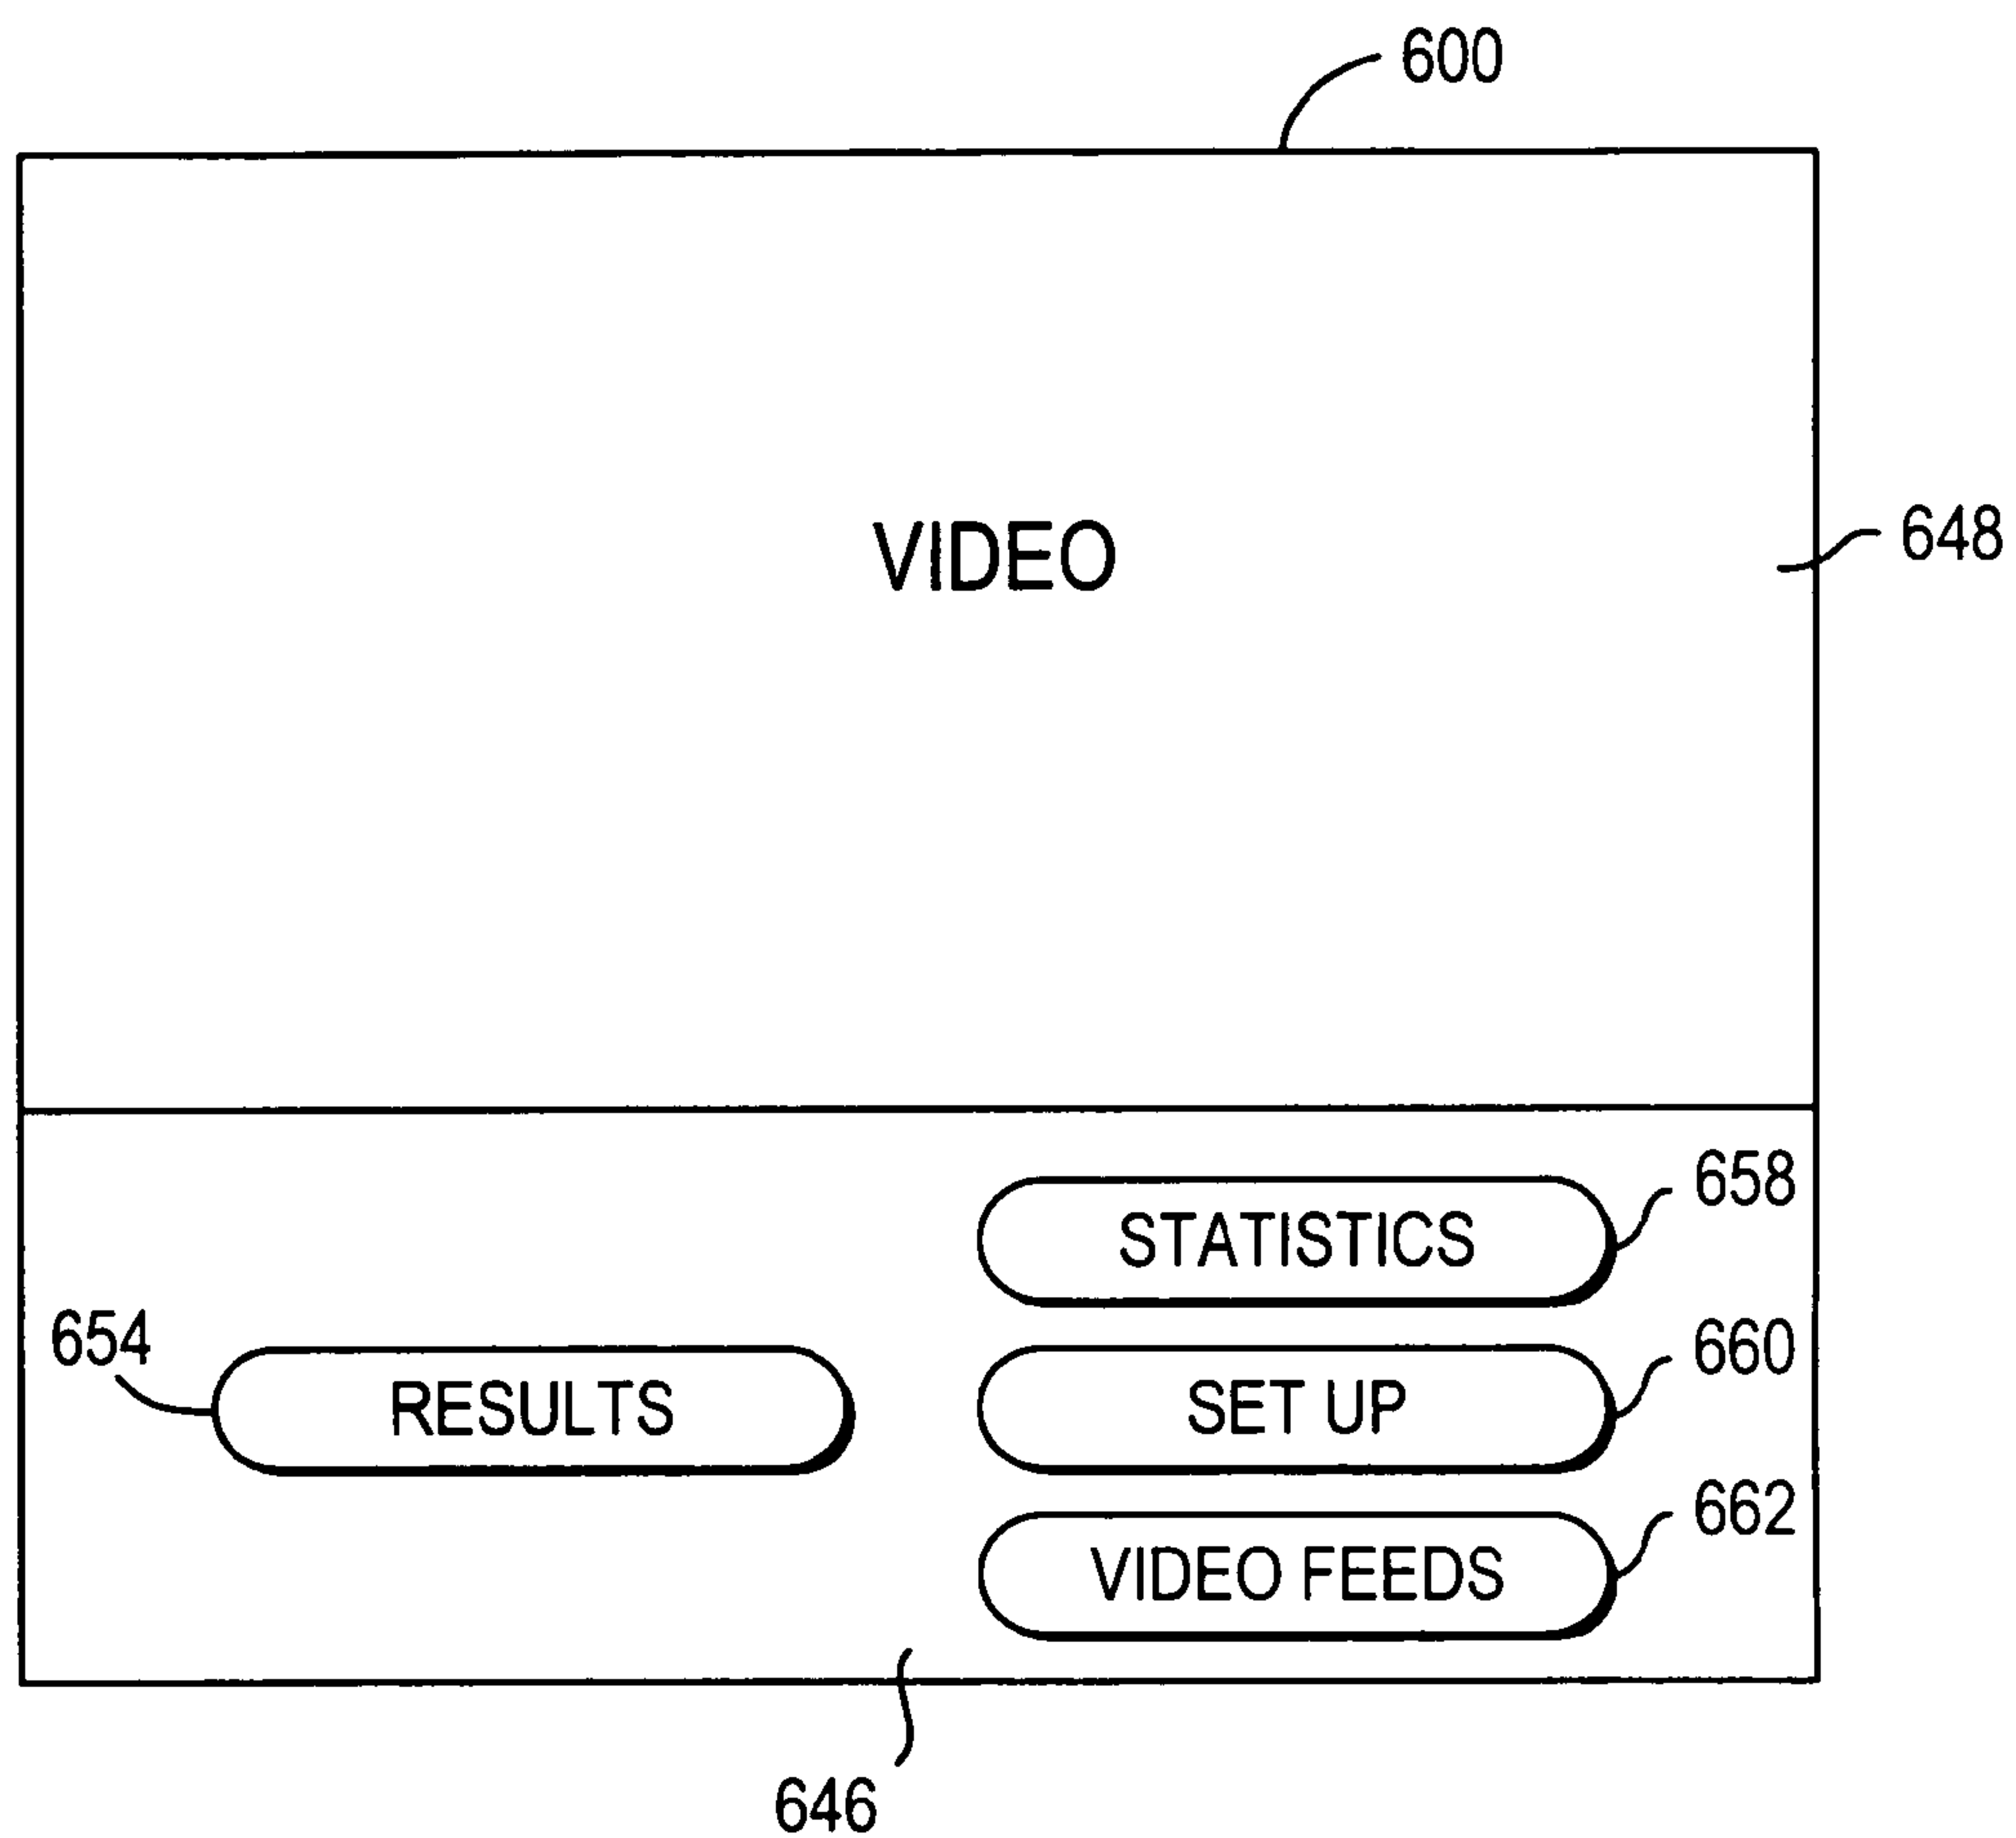 600
VIDEO
648
STATISTICS
658
654
RESULTS
SET UP
660
VIDEO FEEDS
662
646